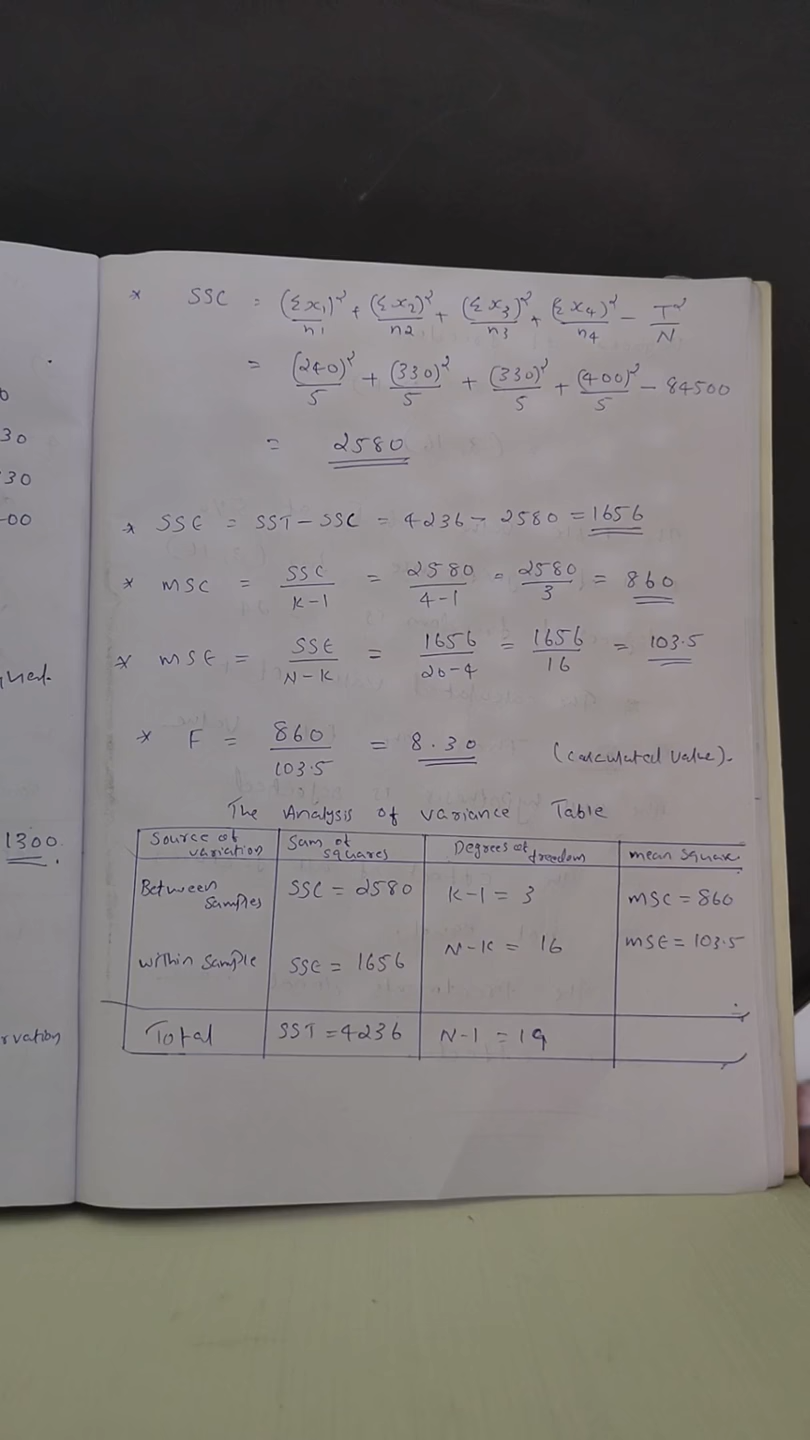 * SSC = (Σx₁)²/n1 + (Σx₂)²/n2 + (Σx₃)²/n3 + (Σx₄)²/n4 − T²/N
= (240)²/5 + (330)²/5 + (330)²/5 + (400)²/5 − 84500
= 2580
* SSE = SST − SSC = 4236 − 2580 = 1656
* MSC = SSC/K−1 = 2580/4−1 = 2580/3 = 860
* MSE = SSE/N−K = 1656/20−4 = 1656/16 = 103.5
* F = 860/103.5 = 8.30 (calculated value).
The Analysis of variance Table
Source of variation Sum of squares Degrees of freedom mean square
Between samples SSC = 2580 K−1 = 3 MSC = 860
within sample SSE = 1656 N−K = 16 MSE = 103.5
Total SST = 4236 N−1 = 19
30
30
00
1300.
rvation